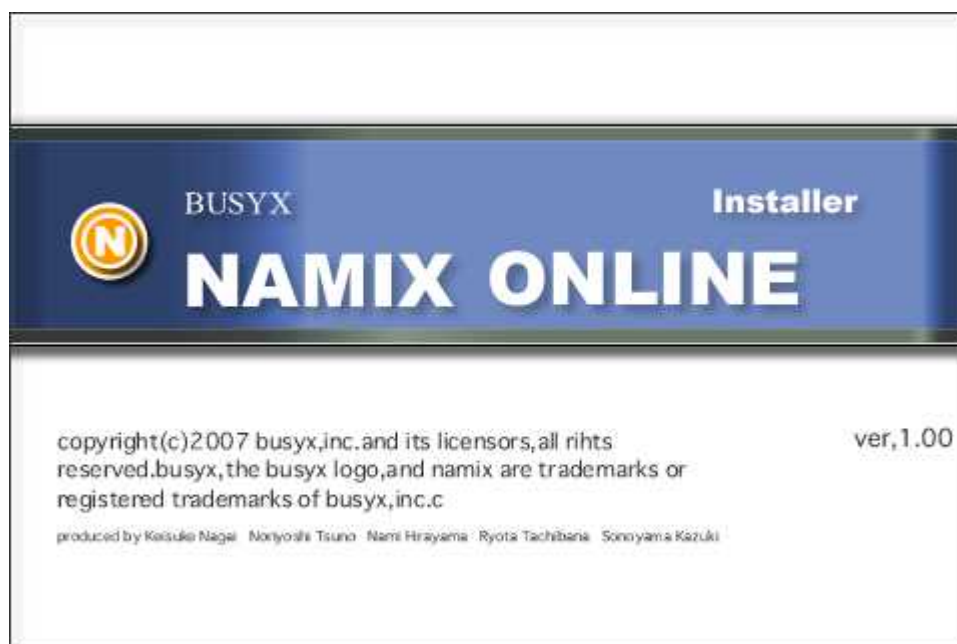 BUSYX
Installer
N
NAMIX ONLINE
copyright(c)2007 busyx,inc.and its licensors,all rihts
ver,1.00
reserved.busyx,the busyx logo,and namix are trademarks or
registered trademarks of busyx,inc.c
produced by Keisuke Nagai Noriyoshi Tsuno Nami Hirayama Ryota Tachibana Sonoyama Kazuki